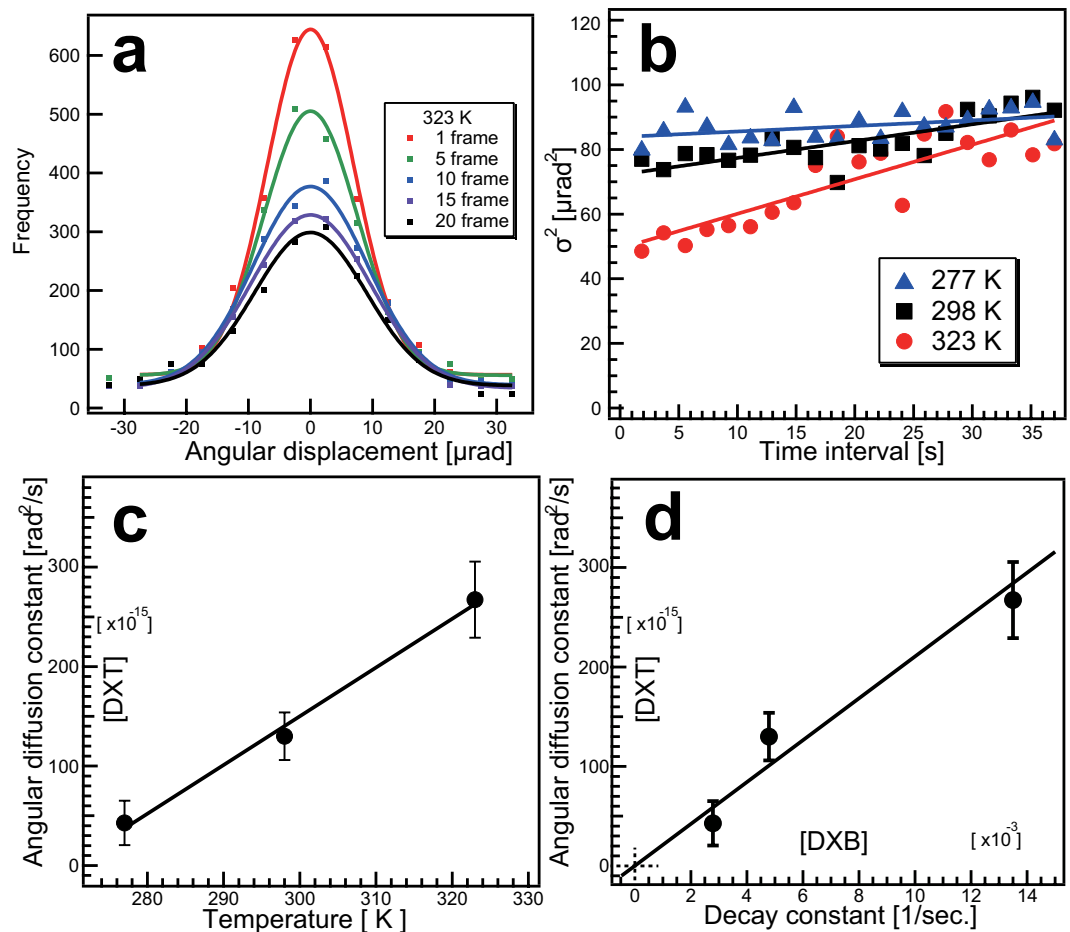 a
600
500
400
300
200
100
0
Frequency
-30 -20 -10 0 10 20 30
Angular displacement [μrad]
323 K
1 frame
5 frame
10 frame
15 frame
20 frame
b
120
100
80
60
40
20
0
σ² [μrad²]
0 5 10 15 20 25 30 35
Time interval [s]
277 K
298 K
323 K
c
300
200
100
0
Angular diffusion constant [rad²/s]
[ x10⁻¹⁵]
[DXT]
280 290 300 310 320 330
Temperature [ K ]
d
300
200
100
0
Angular diffusion constant [rad²/s]
[ x10⁻¹⁵]
[DXT]
[DXB]
[ x10⁻³]
0 2 4 6 8 10 12 14
Decay constant [1/sec.]